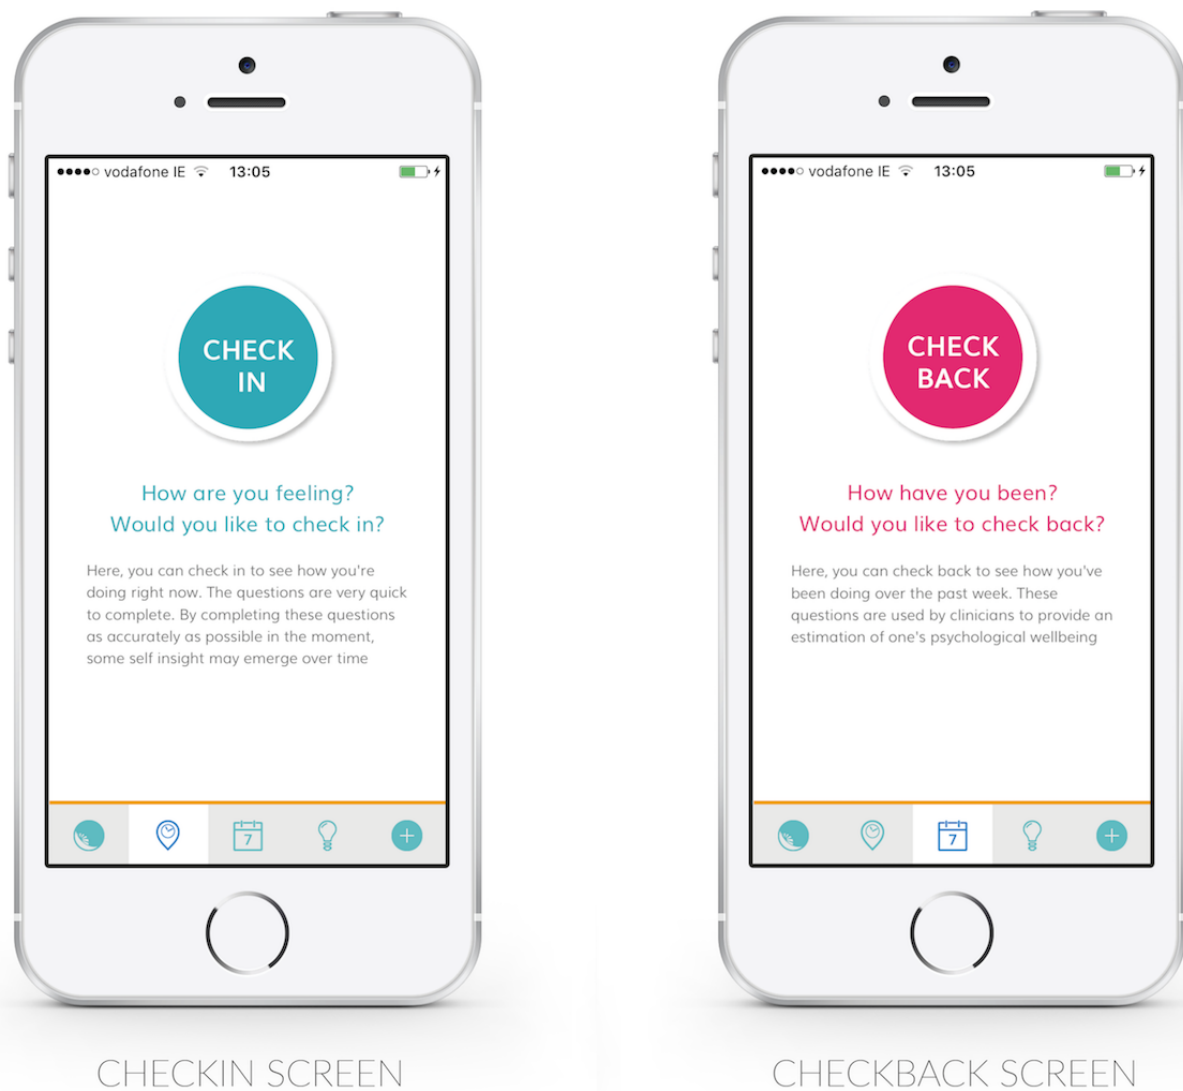 vodafone IE 13:05
CHECK
IN
How are you feeling?
Would you like to check in?
Here, you can check in to see how you're
doing right now. The questions are very quick
to complete. By completing these questions
as accurately as possible in the moment,
some self insight may emerge over time
7
CHECKIN SCREEN
vodafone IE 13:05
CHECK
BACK
How have you been?
Would you like to check back?
Here, you can check back to see how you've
been doing over the past week. These
questions are used by clinicians to provide an
estimation of one's psychological wellbeing
7
CHECKBACK SCREEN